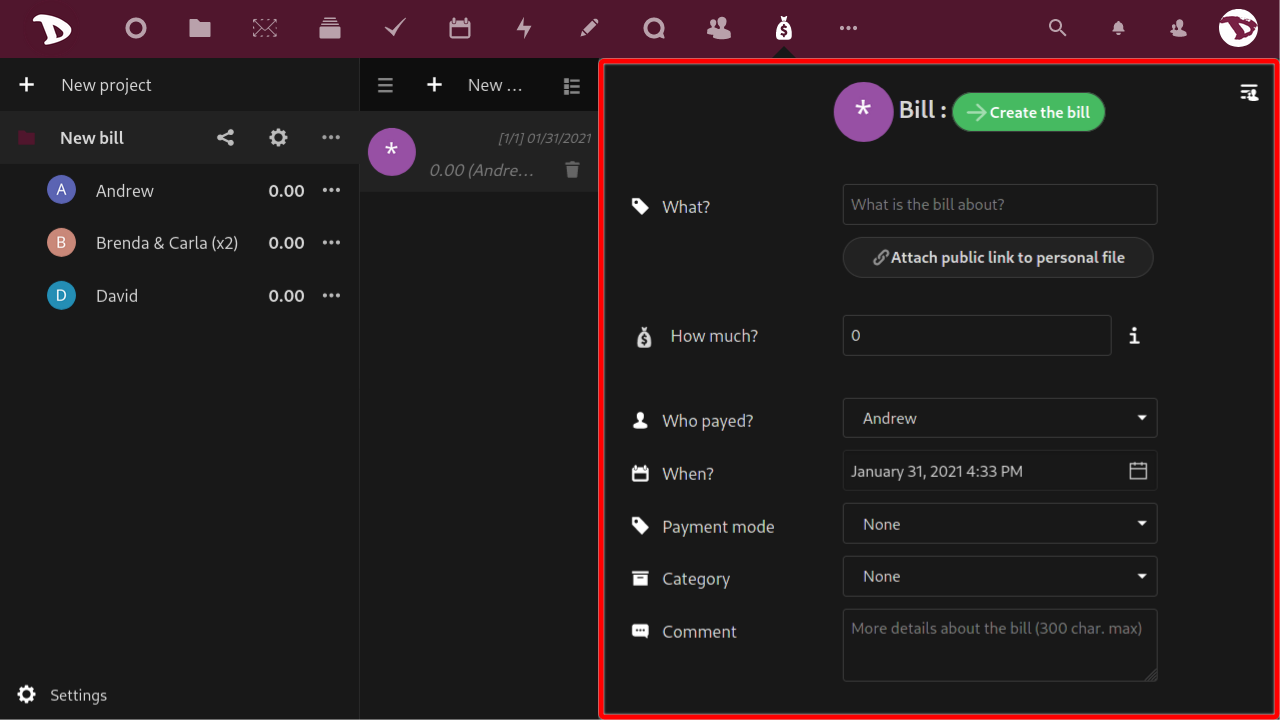 New project
New bill
A Andrew 0.00
B Brenda & Carla (x2) 0.00
D David 0.00
Settings
New ...
* [1/1] 01/31/2021
0.00 (Andre...
* Bill : Create the bill
What? What is the bill about?
Attach public link to personal file
How much? 0
Who payed? Andrew
When? January 31, 2021 4:33 PM
Payment mode None
Category None
Comment More details about the bill (300 char. max)